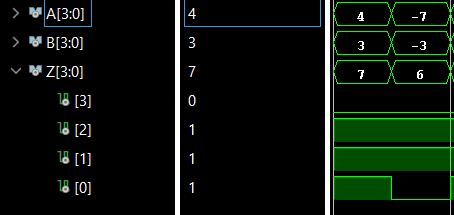 A[3:0] 4 4 -7
B[3:0] 3 3 -3
Z[3:0] 7 7 6
[3] 0
[2] 1
[1] 1
[0] 1